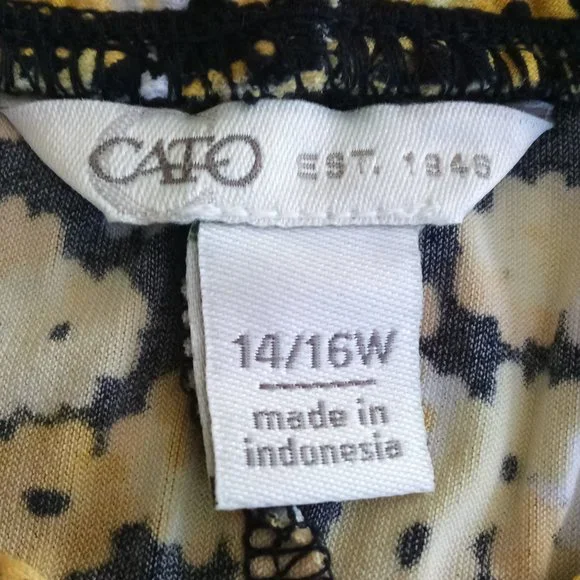 CATO EST. 1946
14/16W
made in
indonesia